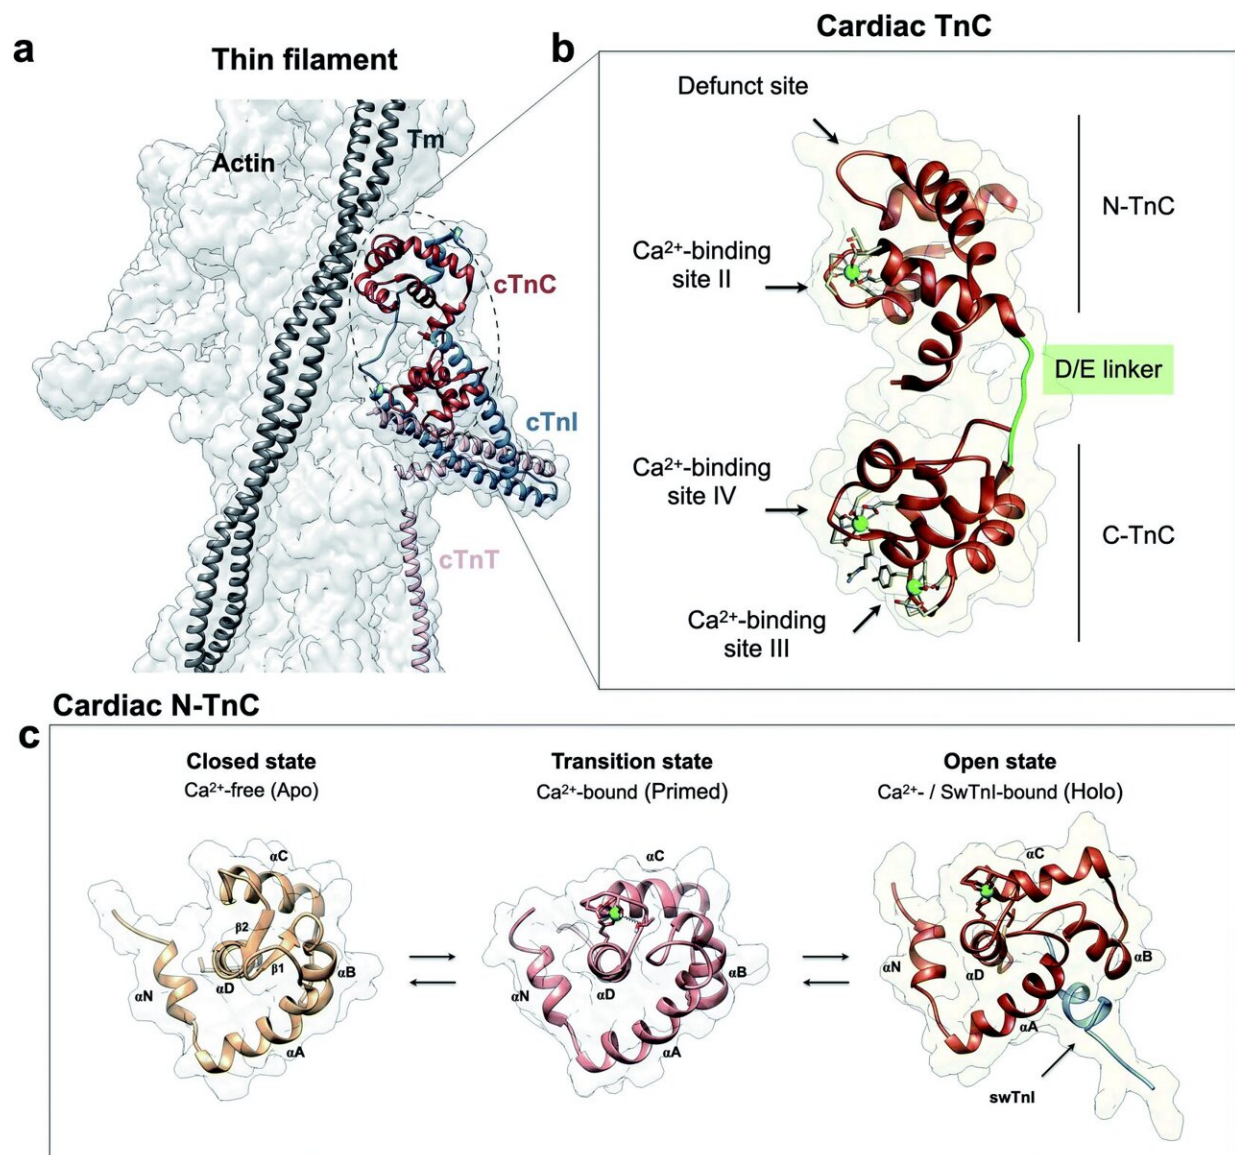 a
Thin filament
Actin
Tm
cTnC
cTnI
cTnT
b
Cardiac TnC
Defunct site
N-TnC
Ca²⁺-binding
site II
D/E linker
Ca²⁺-binding
site IV
C-TnC
Ca²⁺-binding
site III
Cardiac N-TnC
c
Closed state
Ca²⁺-free (Apo)
αC
β2
β1
αB
αN
αD
αA
Transition state
Ca²⁺-bound (Primed)
αC
αB
αN
αD
αA
Open state
Ca²⁺- / SwTnI-bound (Holo)
αC
αN
αD
αB
αA
swTnI